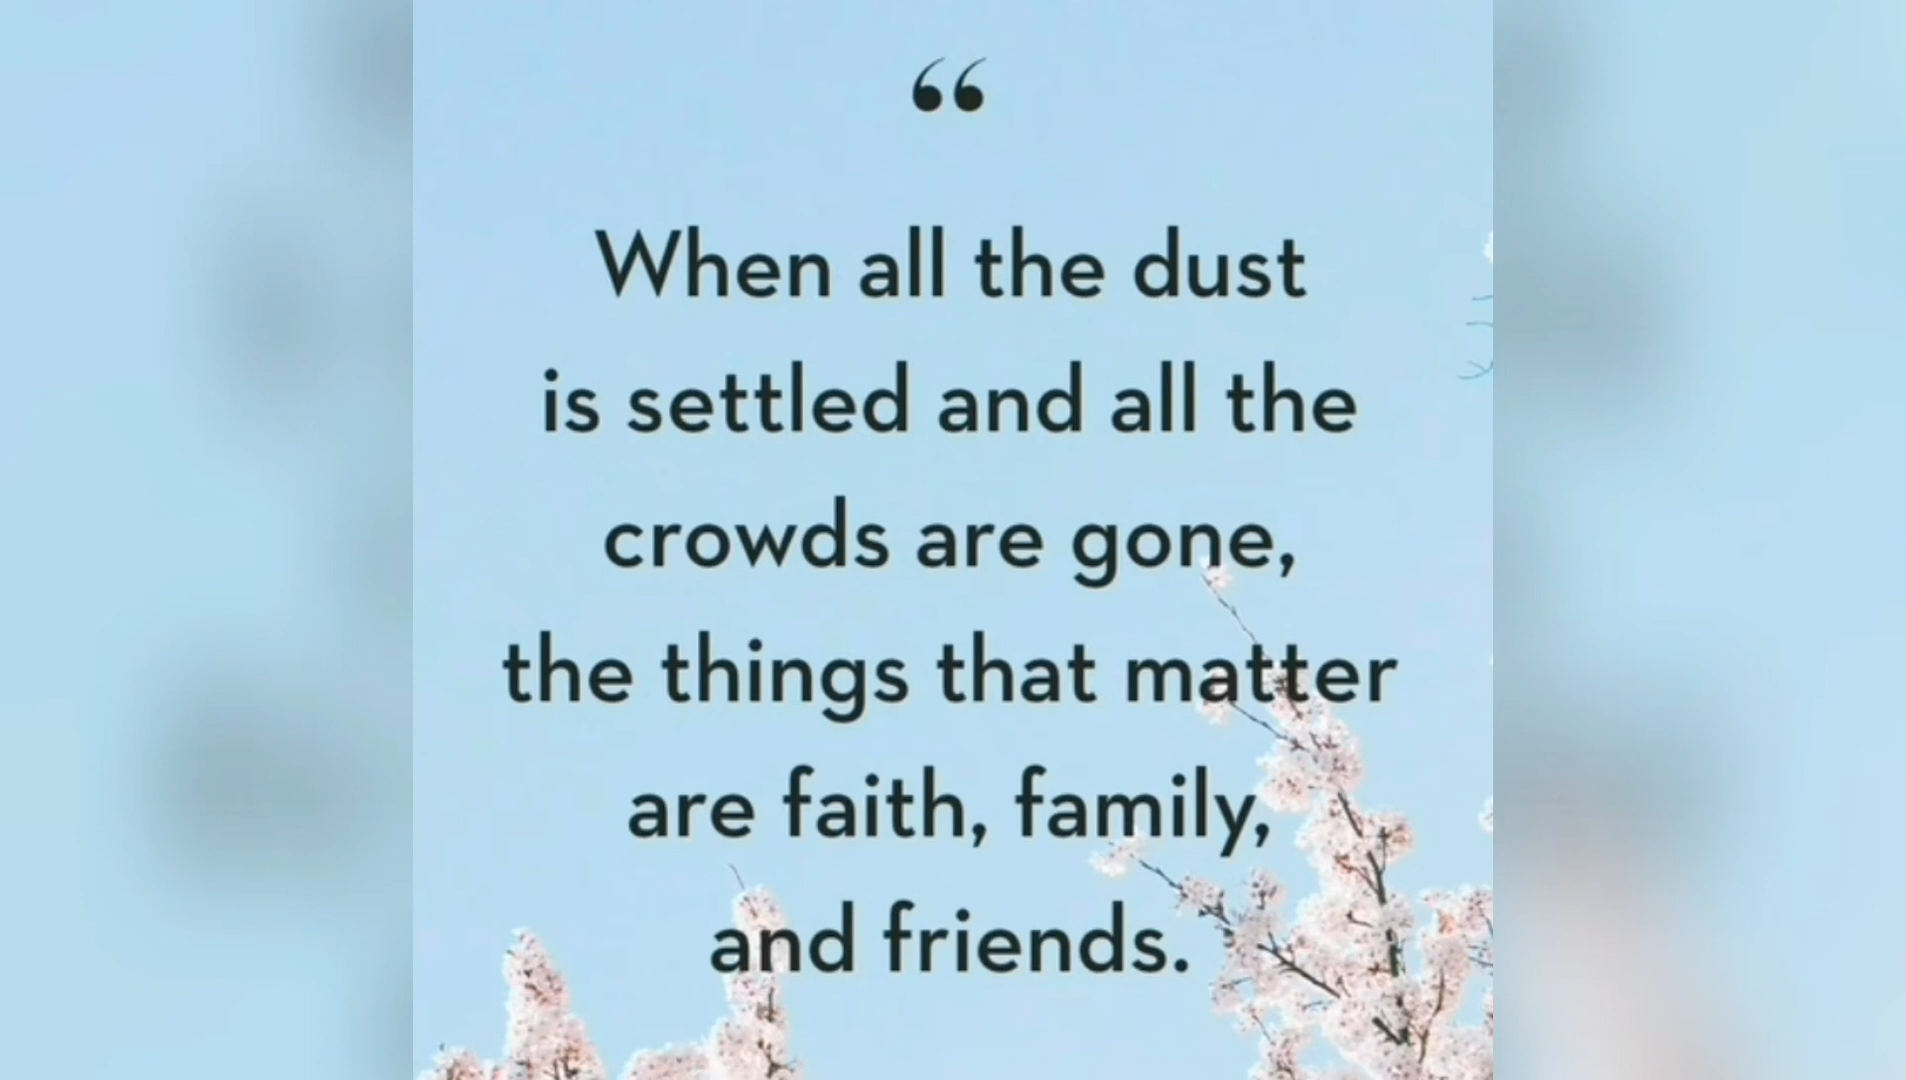 “
When all the dust
is settled and all the
crowds are gone,
the things that matter
are faith, family,
and friends.